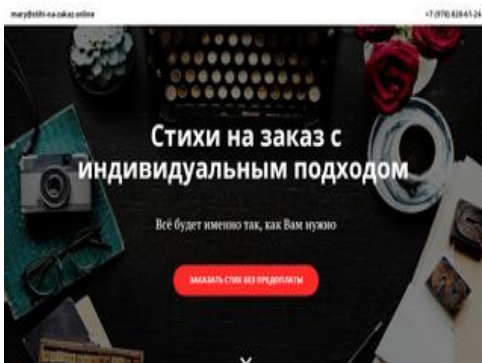 mary@stihi-na-zakaz.online
+7 (978) 828-61-24
Стихи на заказ с
индивидуальным подходом
Всё будет именно так, как Вам нужно
ЗАКАЗАТЬ СТИХ БЕЗ ПРЕДОПЛАТЫ